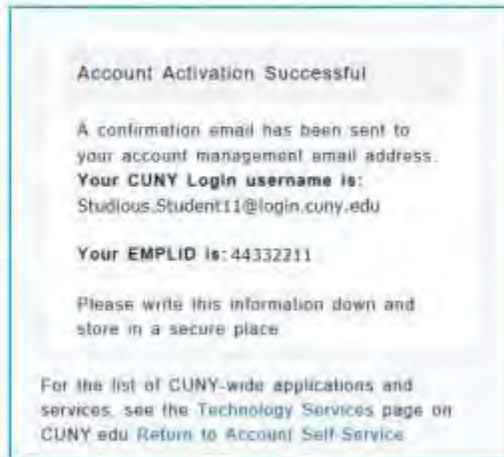 Account Activation Successful
A confirmation email has been sent to
your account management email address.
Your CUNY Login username is:
Studious.Student11@login.cuny.edu
Your EMPLID is: 44332211
Please write this information down and
store in a secure place
For the list of CUNY-wide applications and
services, see the Technology Services page on
CUNY.edu Return to Account Self-Service